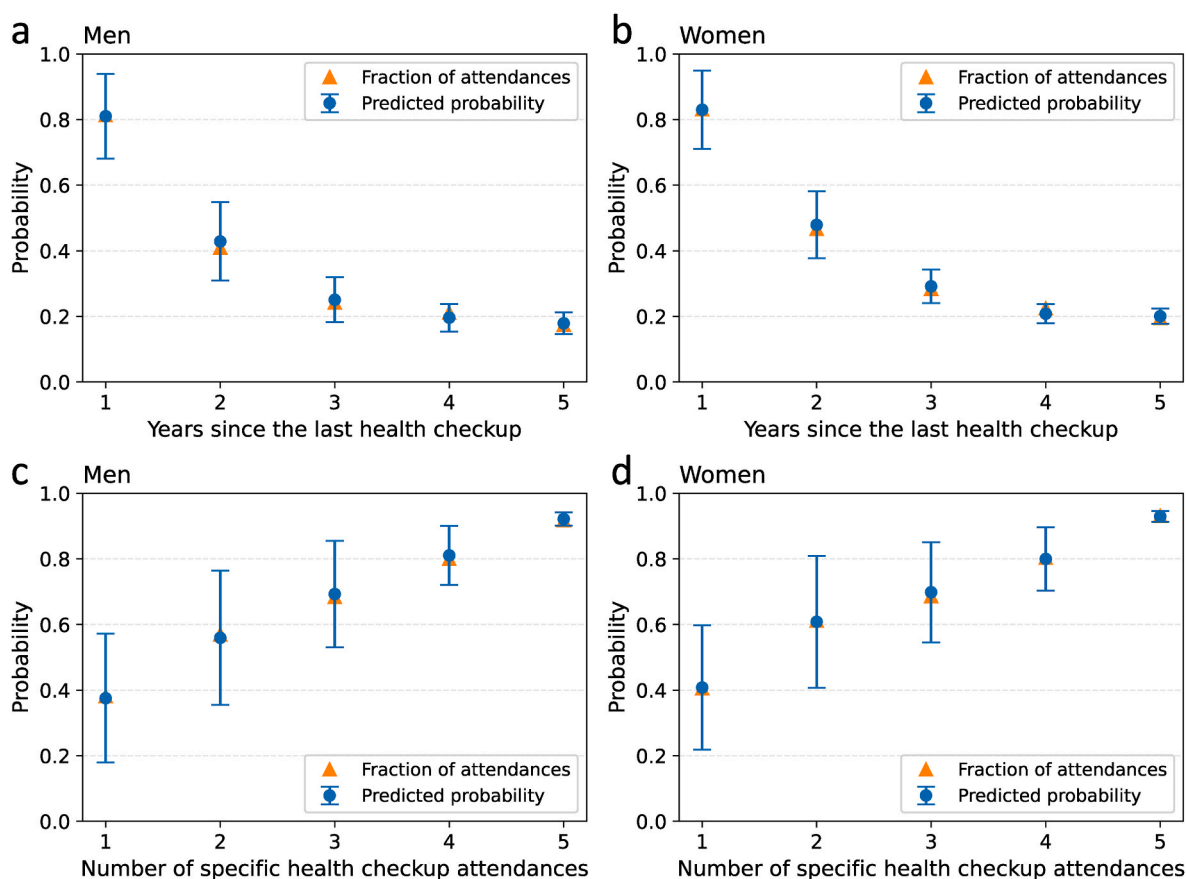 a Men
1.0
0.8
0.6
0.4
0.2
0.0
Probability
Fraction of attendances
Predicted probability
1 2 3 4 5
Years since the last health checkup
b Women
1.0
0.8
0.6
0.4
0.2
0.0
Probability
Fraction of attendances
Predicted probability
1 2 3 4 5
Years since the last health checkup
c Men
1.0
0.8
0.6
0.4
0.2
0.0
Probability
Fraction of attendances
Predicted probability
1 2 3 4 5
Number of specific health checkup attendances
d Women
1.0
0.8
0.6
0.4
0.2
0.0
Probability
Fraction of attendances
Predicted probability
1 2 3 4 5
Number of specific health checkup attendances